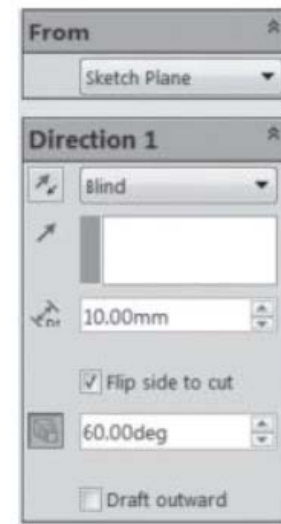 From
Sketch Plane
Direction 1
Blind
10.00mm
Flip side to cut
60.00deg
Draft outward